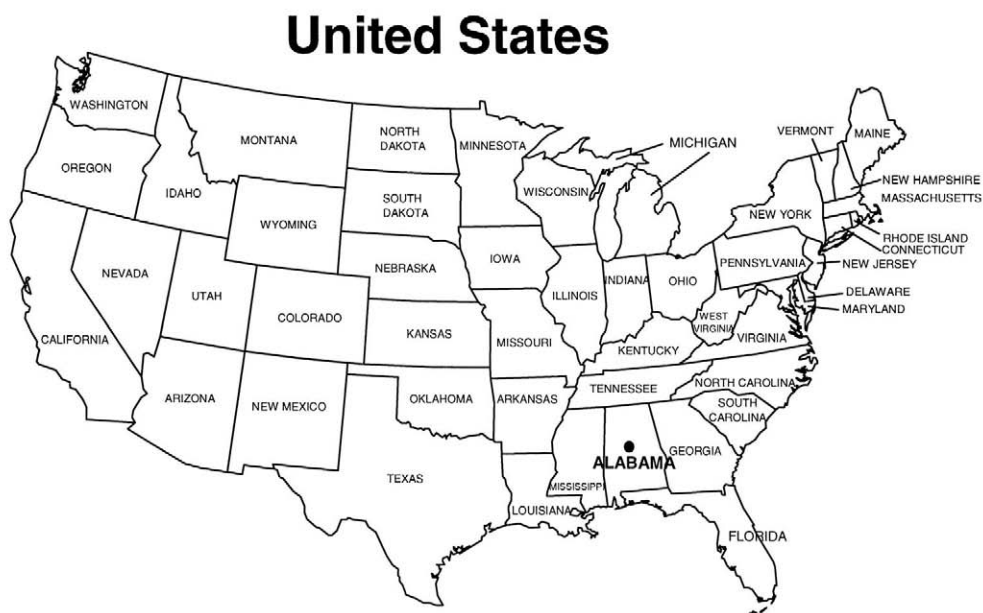 United States
WASHINGTON
MONTANA
NORTH
DAKOTA
MINNESOTA
MICHIGAN
VERMONT
MAINE
OREGON
IDAHO
WYOMING
SOUTH
DAKOTA
WISCONSIN
NEW YORK
NEW HAMPSHIRE
MASSACHUSETTS
RHODE ISLAND
CONNECTICUT
NEW JERSEY
NEVADA
UTAH
COLORADO
NEBRASKA
IOWA
ILLINOIS
INDIANA
OHIO
PENNSYLVANIA
DELAWARE
MARYLAND
CALIFORNIA
KANSAS
MISSOURI
KENTUCKY
WEST
VIRGINIA
VIRGINIA
ARIZONA
NEW MEXICO
OKLAHOMA
ARKANSAS
TENNESSEE
NORTH CAROLINA
SOUTH
CAROLINA
TEXAS
LOUISIANA
MISSISSIPPI
ALABAMA
GEORGIA
FLORIDA